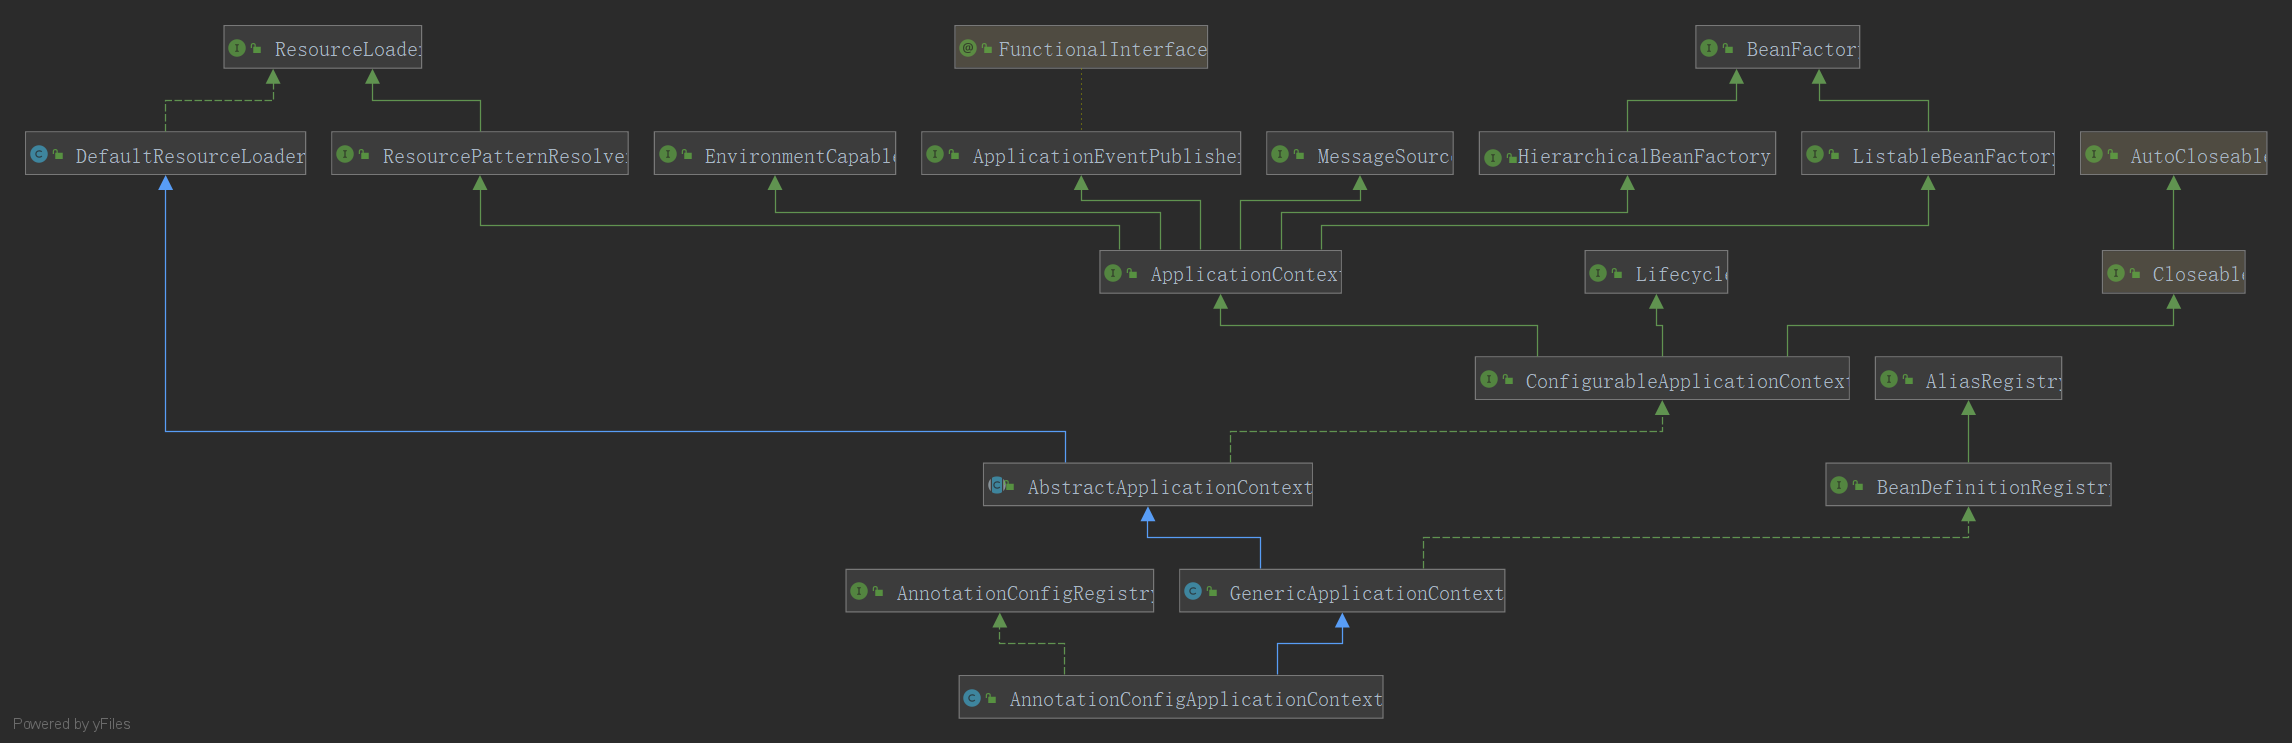 ResourceLoader
FunctionalInterface
BeanFactory
DefaultResourceLoader
ResourcePatternResolver
EnvironmentCapable
ApplicationEventPublisher
MessageSource
HierarchicalBeanFactory
ListableBeanFactory
AutoCloseable
ApplicationContext
Lifecycle
Closeable
ConfigurableApplicationContext
AliasRegistry
AbstractApplicationContext
BeanDefinitionRegistry
AnnotationConfigRegistry
GenericApplicationContext
AnnotationConfigApplicationContext
Powered by yFiles